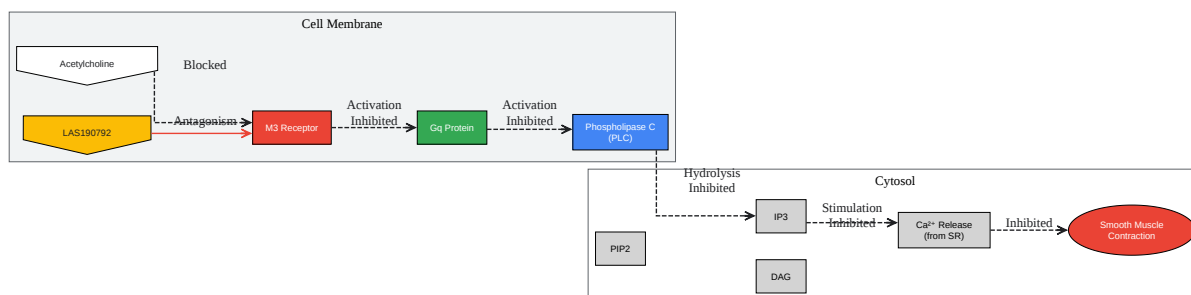 Cell Membrane
Acetylcholine
Blocked
LAS190792
Antagonism
M3 Receptor
Activation
Inhibited
Gq Protein
Activation
Inhibited
Phospholipase C
(PLC)
Cytosol
Hydrolysis
Inhibited
PIP2
IP3
DAG
Stimulation
Inhibited
Ca²⁺ Release
(from SR)
Inhibited
Smooth Muscle
Contraction